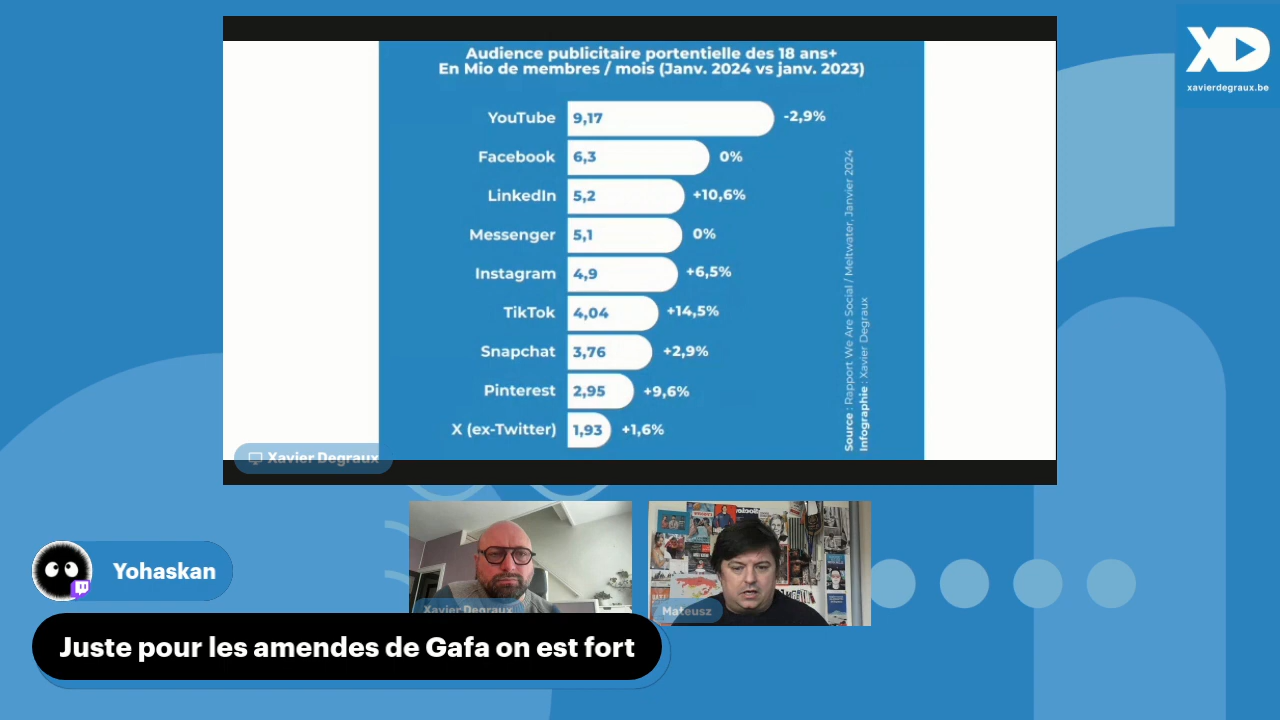 XD
xavierdegraux.be
Audience publicitaire portentielle des 18 ans+
En Mio de membres / mois (Janv. 2024 vs janv. 2023)
YouTube 9,17 -2,9%
Facebook 6,3 0%
LinkedIn 5,2 +10,6%
Messenger 5,1 0%
Instagram 4,9 +6,5%
TikTok 4,04 +14,5%
Snapchat 3,76 +2,9%
Pinterest 2,95 +9,6%
X (ex-Twitter) 1,93 +1,6%
Source : Rapport We Are Social / Meltwater, Janvier 2024
Infographie : Xavier Degraux
Xavier Degraux
Xavier Degraux
Mateusz
Yohaskan
Juste pour les amendes de Gafa on est fort